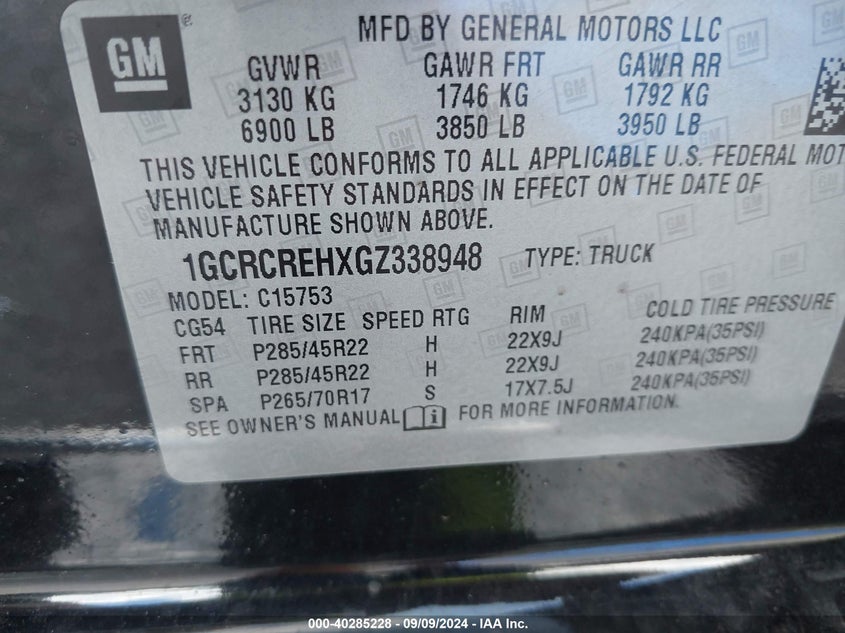 GM
MFD BY GENERAL MOTORS LLC
GVWR GAWR FRT GAWR RR
3130 KG 1746 KG 1792 KG
6900 LB 3850 LB 3950 LB
THIS VEHICLE CONFORMS TO ALL APPLICABLE U.S. FEDERAL MOT
VEHICLE SAFETY STANDARDS IN EFFECT ON THE DATE OF
MANUFACTURE SHOWN ABOVE.
1GCRCREHXGZ338948 TYPE: TRUCK
MODEL: C15753
CG54 TIRE SIZE SPEED RTG RIM COLD TIRE PRESSURE
FRT P285/45R22 H 22X9J 240KPA(35PSI)
RR P285/45R22 H 22X9J 240KPA(35PSI)
SPA P265/70R17 S 17X7.5J 240KPA(35PSI)
SEE OWNER'S MANUAL FOR MORE INFORMATION.
000-40285228 - 09/09/2024 - IAA Inc.